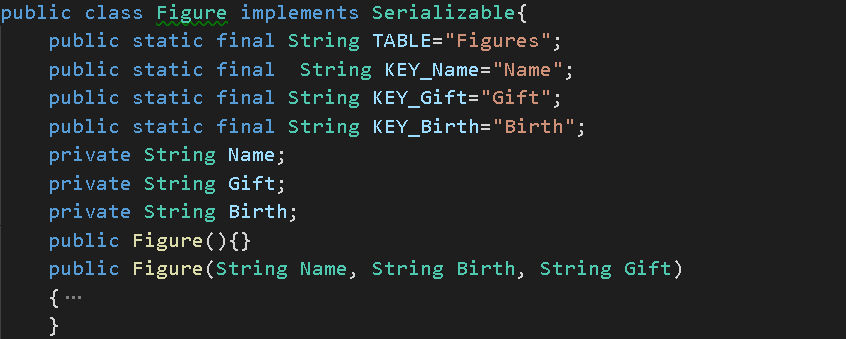 public class Figure implements Serializable{
    public static final String TABLE="Figures";
    public static final  String KEY_Name="Name";
    public static final String KEY_Gift="Gift";
    public static final String KEY_Birth="Birth";
    private String Name;
    private String Gift;
    private String Birth;
    public Figure(){}
    public Figure(String Name, String Birth, String Gift)
    {···
    }